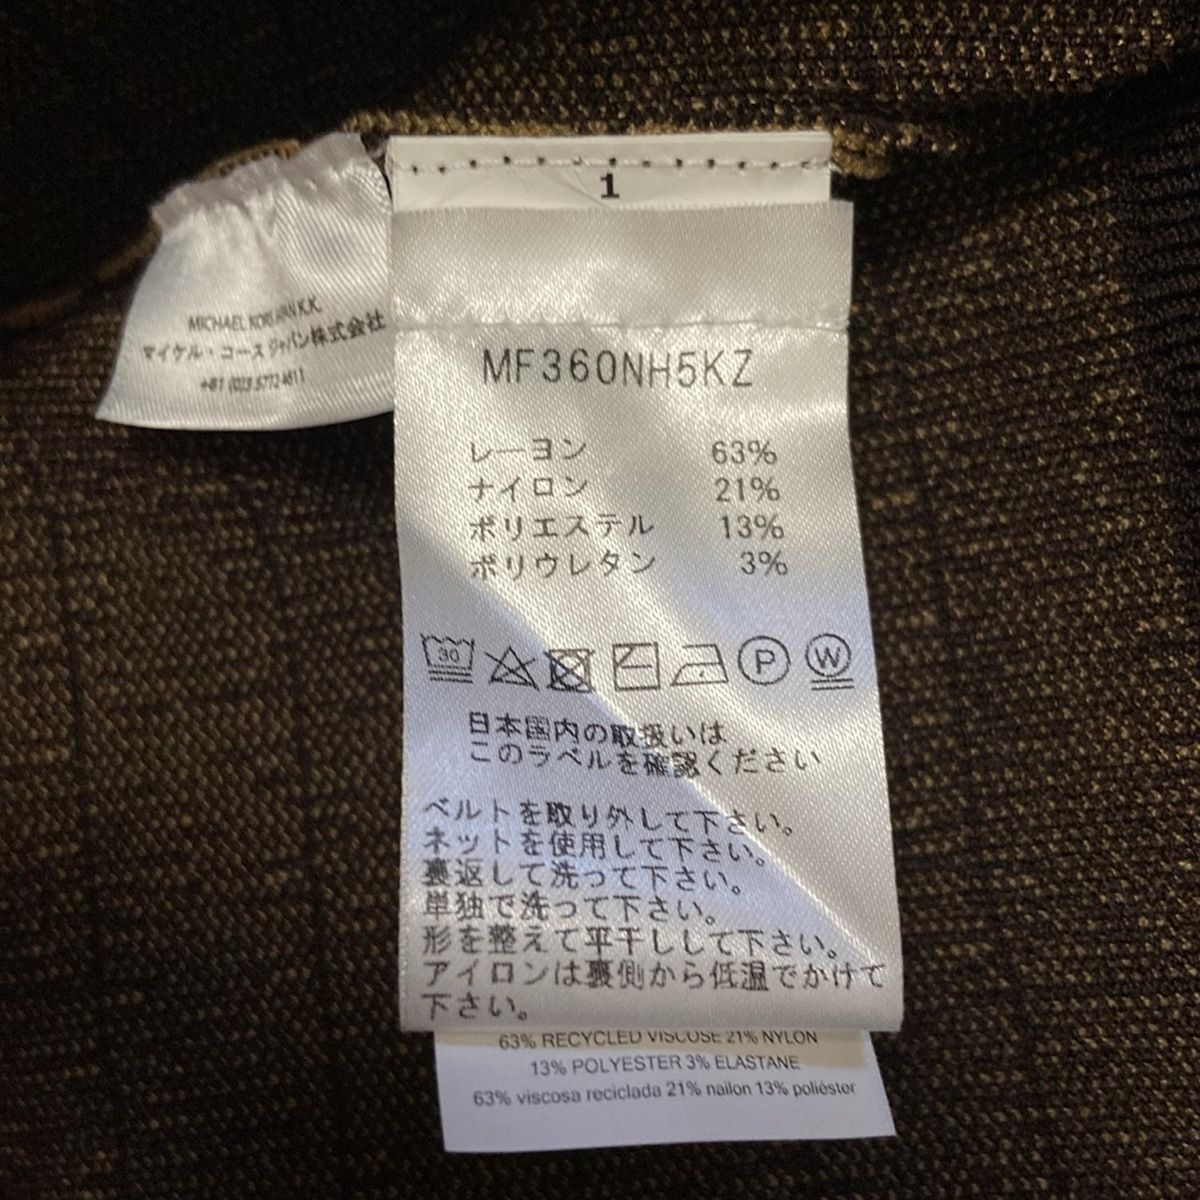 1
MICHAEL KORS JAPAN K.K.
マイケル・コース ジャパン株式会社
MF360NH5KZ
レーヨン 63%
ナイロン 21%
ポリエステル 13%
ポリウレタン 3%
30
P W
日本国内の取扱いは
このラベルを確認ください
ベルトを取り外して下さい。
ネットを使用して下さい。
裏返して洗って下さい。
単独で洗って下さい。
形を整えて平干しして下さい。
アイロンは裏側から低温でかけて
下さい。
63% RECYCLED VISCOSE 21% NYLON
13% POLYESTER 3% ELASTANE
63% viscosa reciclada 21% nailon 13% poliéster